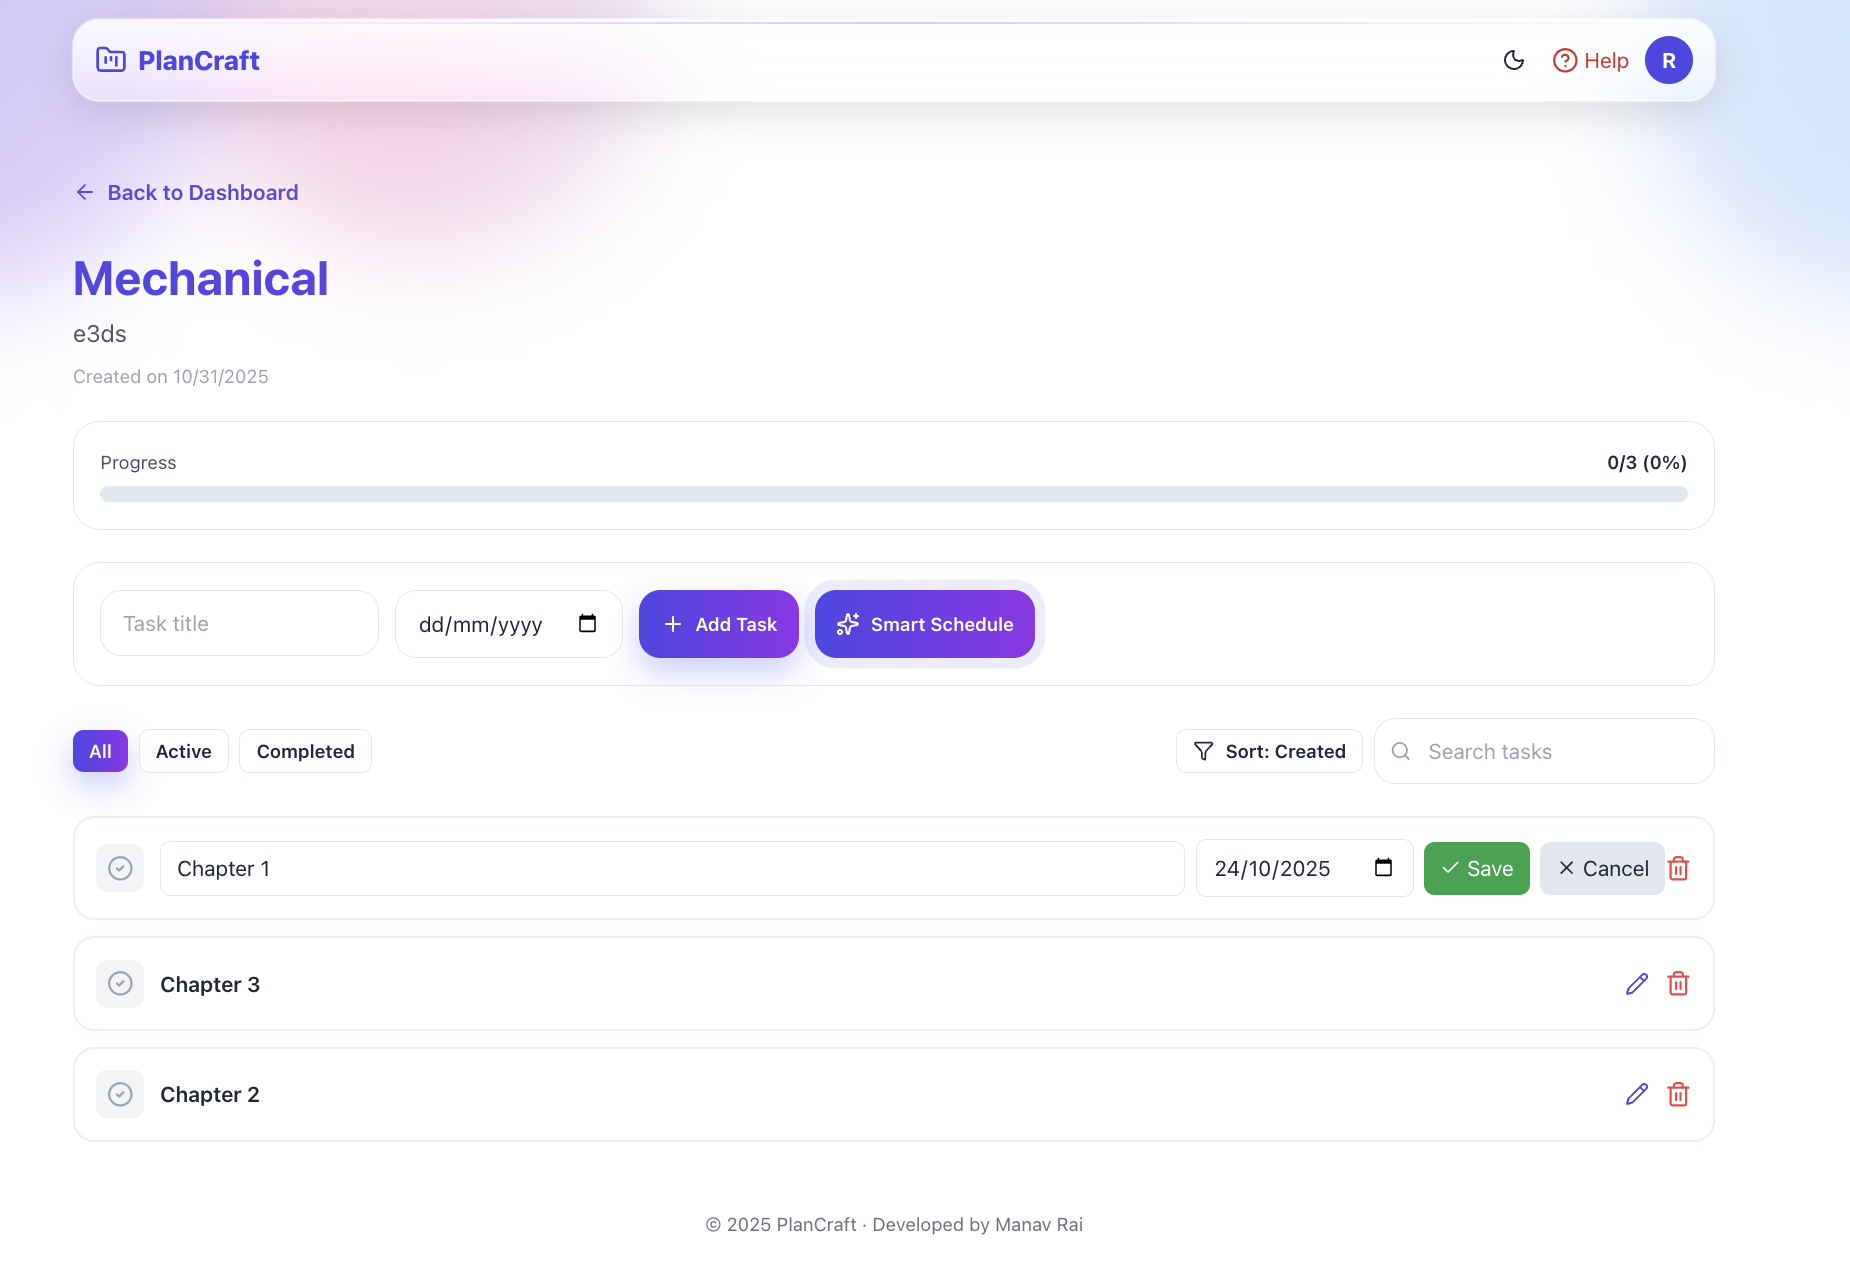 PlanCraft
Help
R
Back to Dashboard
Mechanical
e3ds
Created on 10/31/2025
Progress
0/3 (0%)
Task title
dd/mm/yyyy
Add Task
Smart Schedule
All
Active
Completed
Sort: Created
Search tasks
Chapter 1
24/10/2025
Save
Cancel
Chapter 3
Chapter 2
© 2025 PlanCraft · Developed by Manav Rai